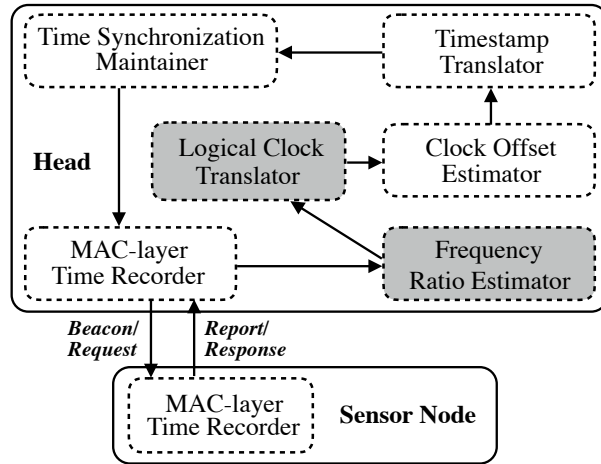 Time Synchronization
Maintainer
Timestamp
Translator
Head
Logical Clock
Translator
Clock Offset
Estimator
MAC-layer
Time Recorder
Frequency
Ratio Estimator
Beacon/
Request
Report/
Response
MAC-layer
Time Recorder
Sensor Node